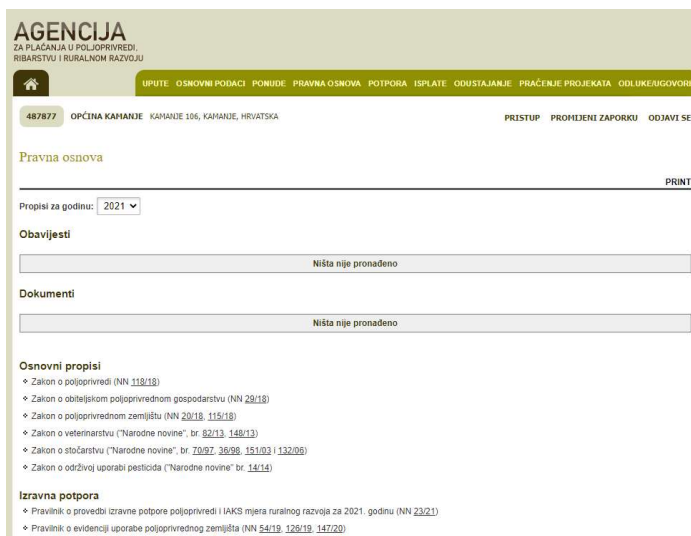 AGENCIJA
ZA PLAĆANJA U POLJOPRIVREDI,
RIBARSTVU I RURALNOM RAZVOJU
UPUTE OSNOVNI PODACI PONUDE PRAVNA OSNOVA POTPORA ISPLATE ODUSTAJANJE PRAČENJE PROJEKATA ODLUKE/UGOVORI
487877 OPĆINA KAMANJE KAMANJE 106, KAMANJE, HRVATSKA PRISTUP PROMIJENI ZAPORKU ODJAVI SE
Pravna osnova
PRINT
Propisi za godinu: 2021
Obavijesti
Ništa nije pronađeno
Dokumenti
Ništa nije pronađeno
Osnovni propisi
❖ Zakon o poljoprivredi (NN 118/18)
❖ Zakon o obiteljskom poljoprivrednom gospodarstvu (NN 29/18)
❖ Zakon o poljoprivrednom zemljištu (NN 20/18, 115/18)
❖ Zakon o veterinarstvu ("Narodne novine", br. 82/13, 148/13)
❖ Zakon o stočarstvu ("Narodne novine", br. 70/97, 36/98, 151/03 i 132/06)
❖ Zakon o održivoj uporabi pesticida ("Narodne novine" br. 14/14)
Izravna potpora
❖ Pravilnik o provedbi izravne potpore poljoprivredi i IAKS mjera ruralnog razvoja za 2021. godinu (NN 23/21)
❖ Pravilnik o evidenciji uporabe poljoprivrednog zemljišta (NN 54/19, 126/19, 147/20)